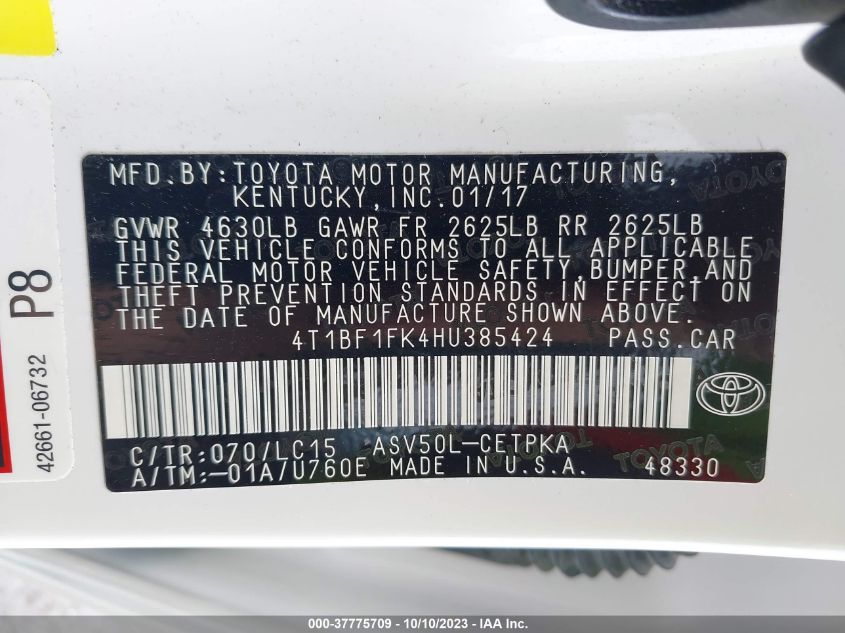 MFD.BY:TOYOTA MOTOR MANUFACTURING,
KENTUCKY, INC.01/17
GVWR 4630LB GAWR FR 2625LB RR 2625LB
THIS VEHICLE CONFORMS TO ALL APPLICABLE
FEDERAL MOTOR VEHICLE SAFETY,BUMPER,AND
THEFT PREVENTION STANDARDS IN EFFECT ON
THE DATE OF MANUFACTURE SHOWN ABOVE.
4T1BF1FK4HU385424 PASS.CAR
C/TR:070/LC15 ASV50L-CETPKA
A/TM:-01A/U760E MADE IN U.S.A. 48330
P8
42661-06732
000-37775709 - 10/10/2023 - IAA Inc.